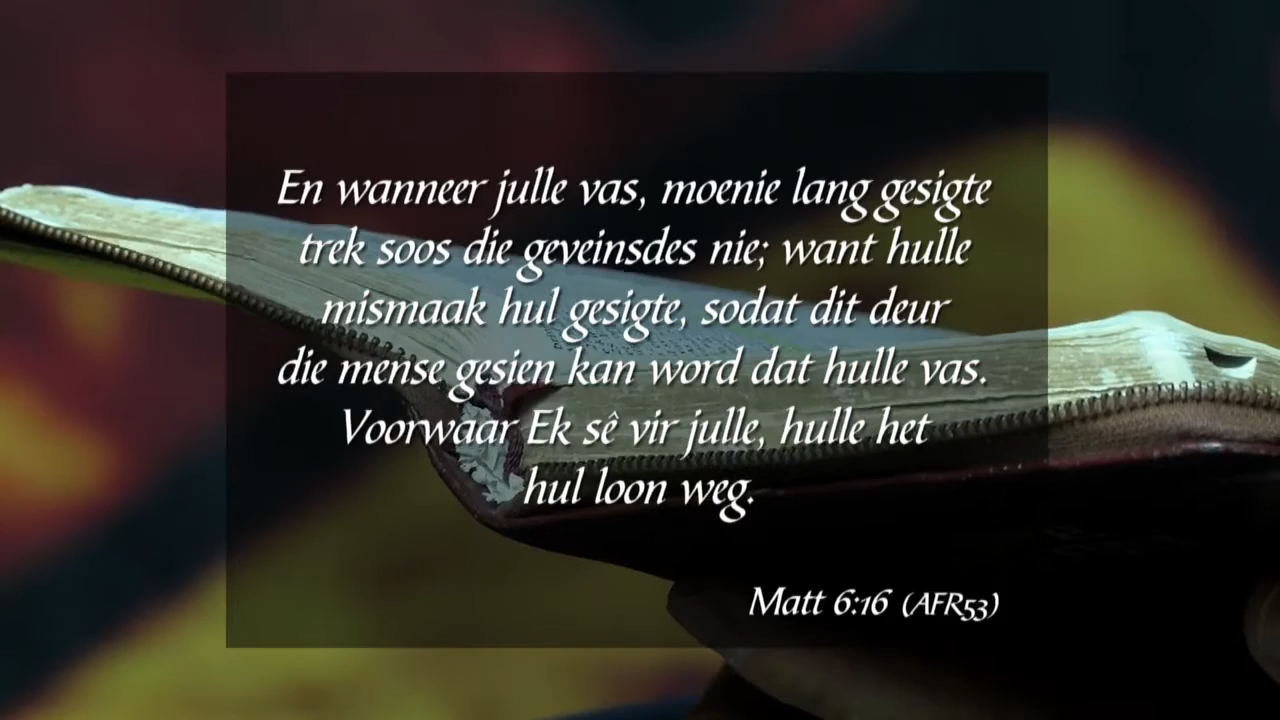 En wanneer julle vas, moenie lang gesigte
trek soos die geveinsdes nie; want hulle
mismaak hul gesigte, sodat dit deur
die mense gesien kan word dat hulle vas.
Voorwaar Ek sê vir julle, hulle het
hul loon weg.
Matt 6:16 (AFR53)